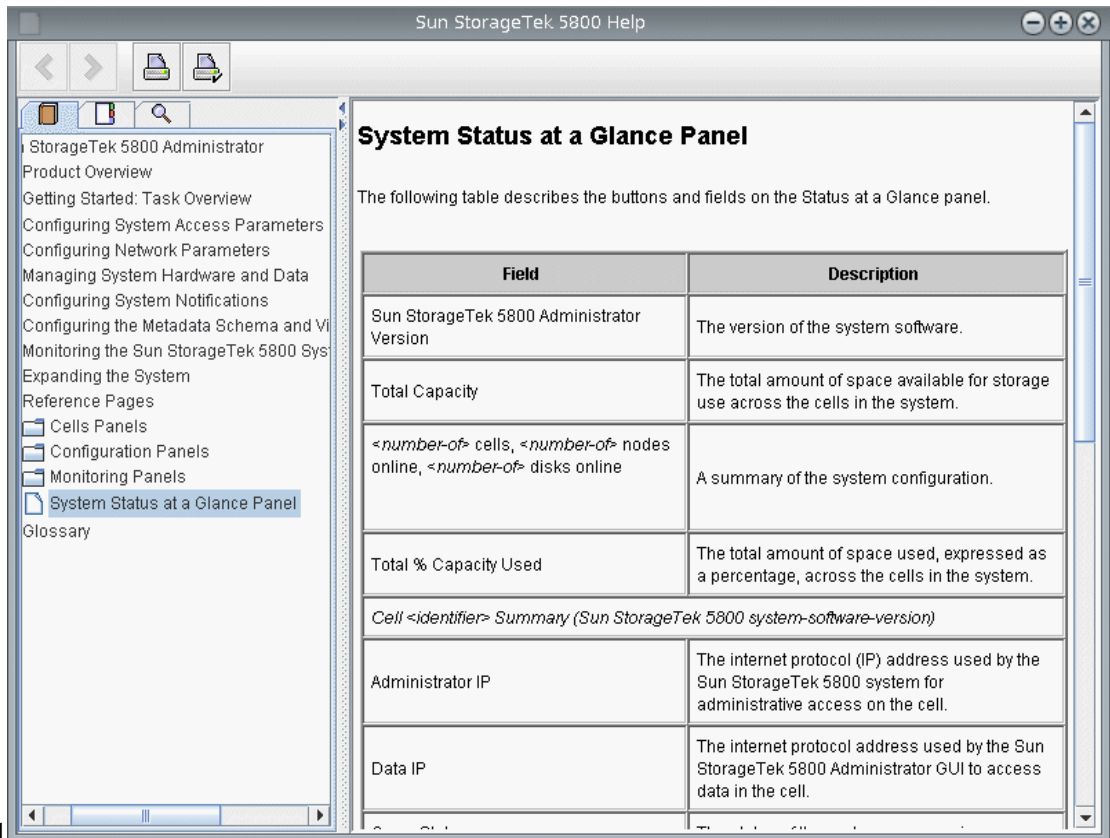 Sun StorageTek 5800 Help
StorageTek 5800 Administrator
Product Overview
Getting Started: Task Overview
Configuring System Access Parameters
Configuring Network Parameters
Managing System Hardware and Data
Configuring System Notifications
Configuring the Metadata Schema and Vi
Monitoring the Sun StorageTek 5800 Sys
Expanding the System
Reference Pages
Cells Panels
Configuration Panels
Monitoring Panels
System Status at a Glance Panel
Glossary
System Status at a Glance Panel
The following table describes the buttons and fields on the Status at a Glance panel.
Field
Description
Sun StorageTek 5800 Administrator
Version
The version of the system software.
Total Capacity
The total amount of space available for storage
use across the cells in the system.
<number-of> cells, <number-of> nodes
online, <number-of> disks online
A summary of the system configuration.
Total % Capacity Used
The total amount of space used, expressed as
a percentage, across the cells in the system.
Cell <identifier> Summary (Sun StorageTek 5800 system-software-version)
Administrator IP
The internet protocol (IP) address used by the
Sun StorageTek 5800 system for
administrative access on the cell.
Data IP
The internet protocol address used by the Sun
StorageTek 5800 Administrator GUI to access
data in the cell.